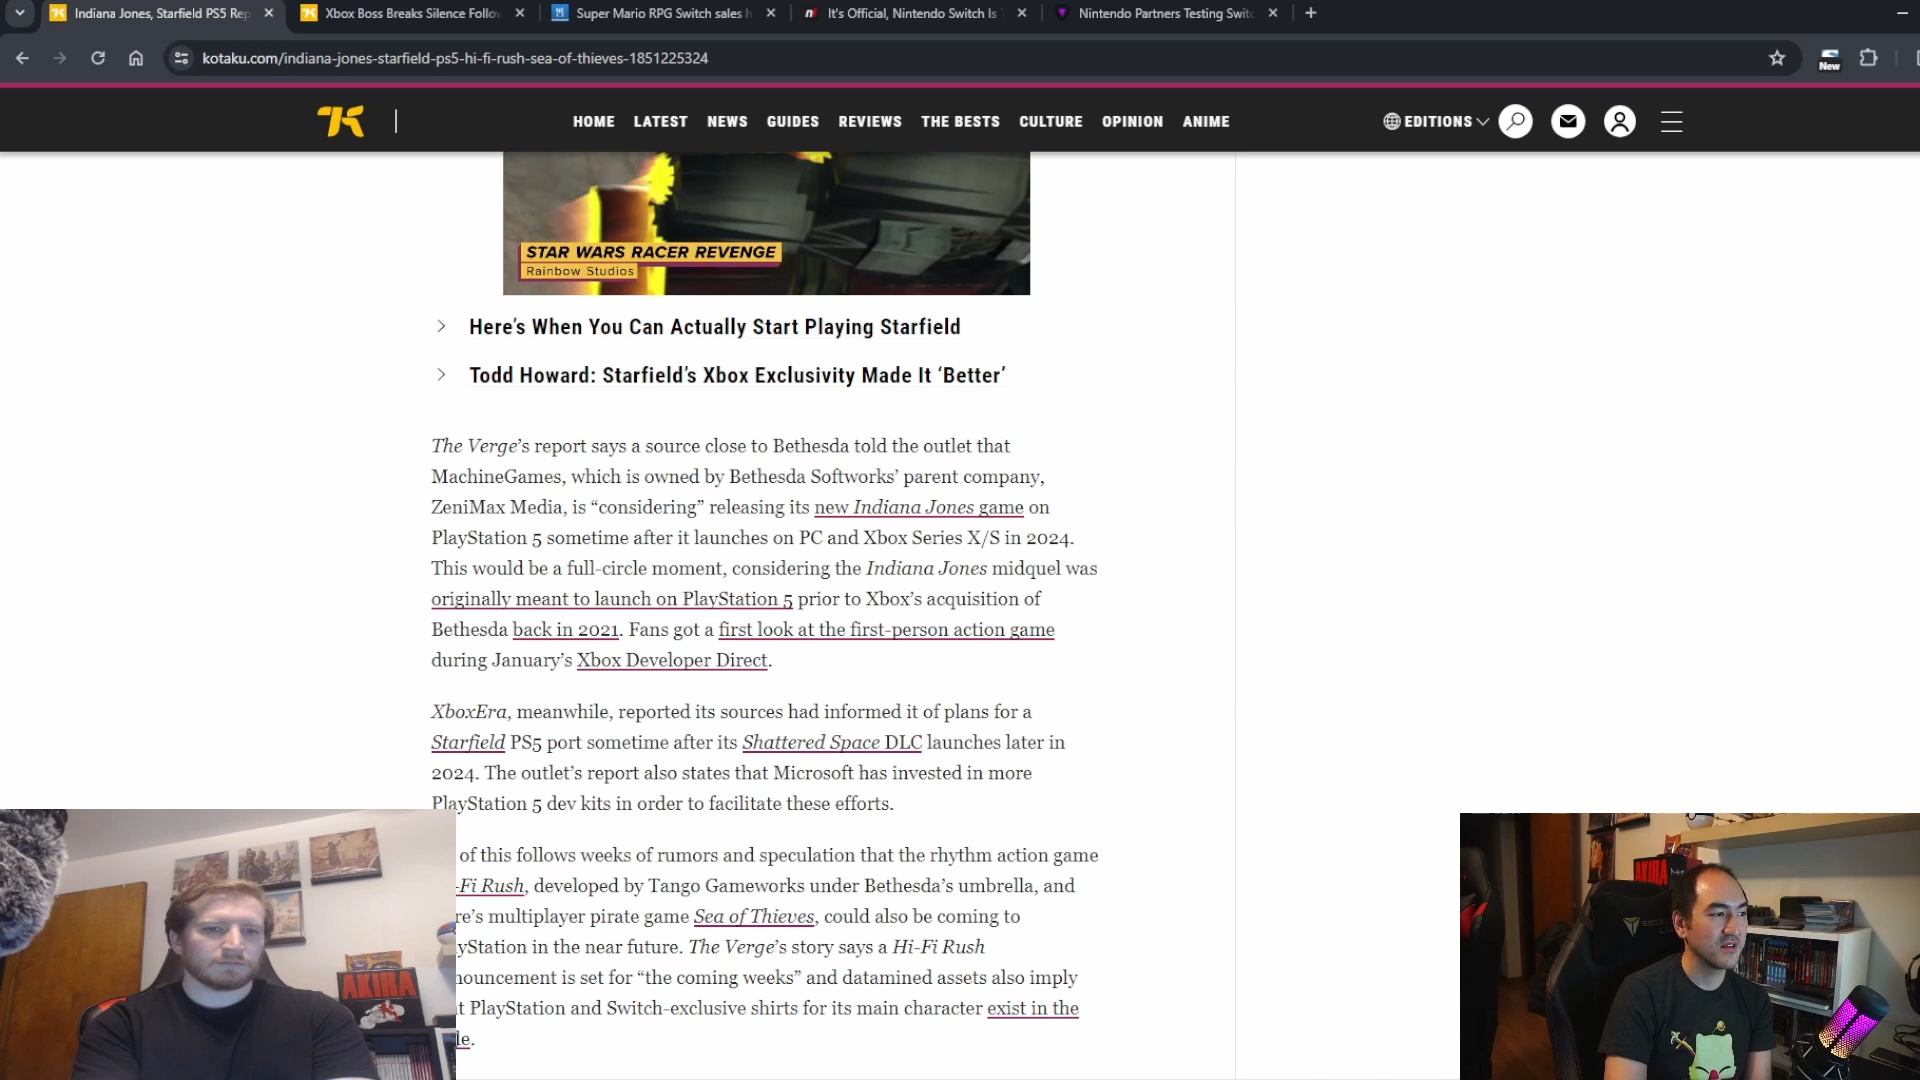 Indiana Jones, Starfield PS5 Rep
Xbox Boss Breaks Silence Follow
Super Mario RPG Switch sales h
It's Official, Nintendo Switch Is
Nintendo Partners Testing Switc
kotaku.com/indiana-jones-starfield-ps5-hi-fi-rush-sea-of-thieves-1851225324
New
HOME LATEST NEWS GUIDES REVIEWS THE BESTS CULTURE OPINION ANIME
EDITIONS
STAR WARS RACER REVENGE
Rainbow Studios
Here's When You Can Actually Start Playing Starfield
Todd Howard: Starfield's Xbox Exclusivity Made It ‘Better’
The Verge’s report says a source close to Bethesda told the outlet that
MachineGames, which is owned by Bethesda Softworks’ parent company,
ZeniMax Media, is “considering” releasing its new Indiana Jones game on
PlayStation 5 sometime after it launches on PC and Xbox Series X/S in 2024.
This would be a full-circle moment, considering the Indiana Jones midquel was
originally meant to launch on PlayStation 5 prior to Xbox’s acquisition of
Bethesda back in 2021. Fans got a first look at the first-person action game
during January’s Xbox Developer Direct.
XboxEra, meanwhile, reported its sources had informed it of plans for a
Starfield PS5 port sometime after its Shattered Space DLC launches later in
2024. The outlet’s report also states that Microsoft has invested in more
PlayStation 5 dev kits in order to facilitate these efforts.
of this follows weeks of rumors and speculation that the rhythm action game
-Fi Rush, developed by Tango Gameworks under Bethesda’s umbrella, and
re’s multiplayer pirate game Sea of Thieves, could also be coming to
yStation in the near future. The Verge’s story says a Hi-Fi Rush
nouncement is set for “the coming weeks” and datamined assets also imply
t PlayStation and Switch-exclusive shirts for its main character exist in the
le.
AKIRA
AKIRA